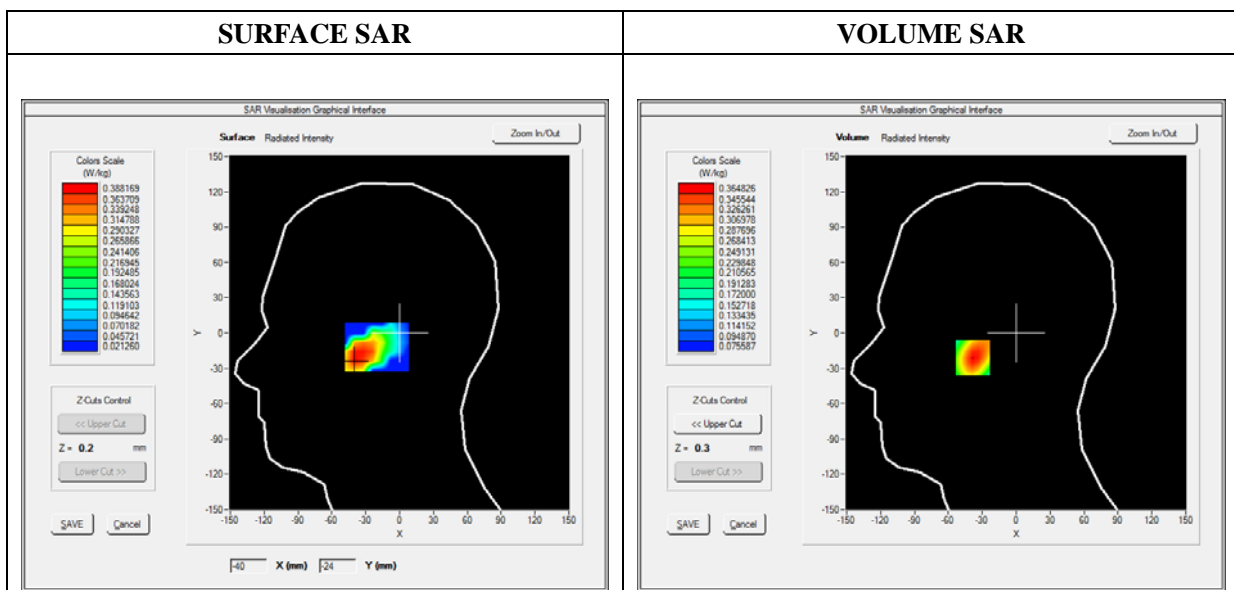 SURFACE SAR
VOLUME SAR
SAR Visualisation Graphical Interface
Surface Radiated Intensity
Zoom In/Out
Colors Scale
(W/kg)
0.388169
0.363709
0.339248
0.314788
0.290327
0.265866
0.241406
0.216945
0.192485
0.168024
0.143563
0.119103
0.094642
0.070182
0.045721
0.021260
Z-Cuts Control
<< Upper Cut
Z = 0.2 mm
Lower Cut >>
SAVE Cancel
150
120
90
60
30
Y 0
-30
-60
-90
-120
-150
-150 -120 -90 -60 -30 0 30 60 90 120 150
X
-40 X (mm) -24 Y (mm)
SAR Visualisation Graphical Interface
Volume Radiated Intensity
Zoom In/Out
Colors Scale
(W/kg)
0.364826
0.345544
0.326261
0.306978
0.287696
0.268413
0.249131
0.229848
0.210565
0.191283
0.172000
0.152718
0.133435
0.114152
0.094870
0.075587
Z-Cuts Control
<< Upper Cut
Z = 0.3 mm
Lower Cut >>
SAVE Cancel
150
120
90
60
30
Y 0
-30
-60
-90
-120
-150
-150 -120 -90 -60 -30 0 30 60 90 120 150
X